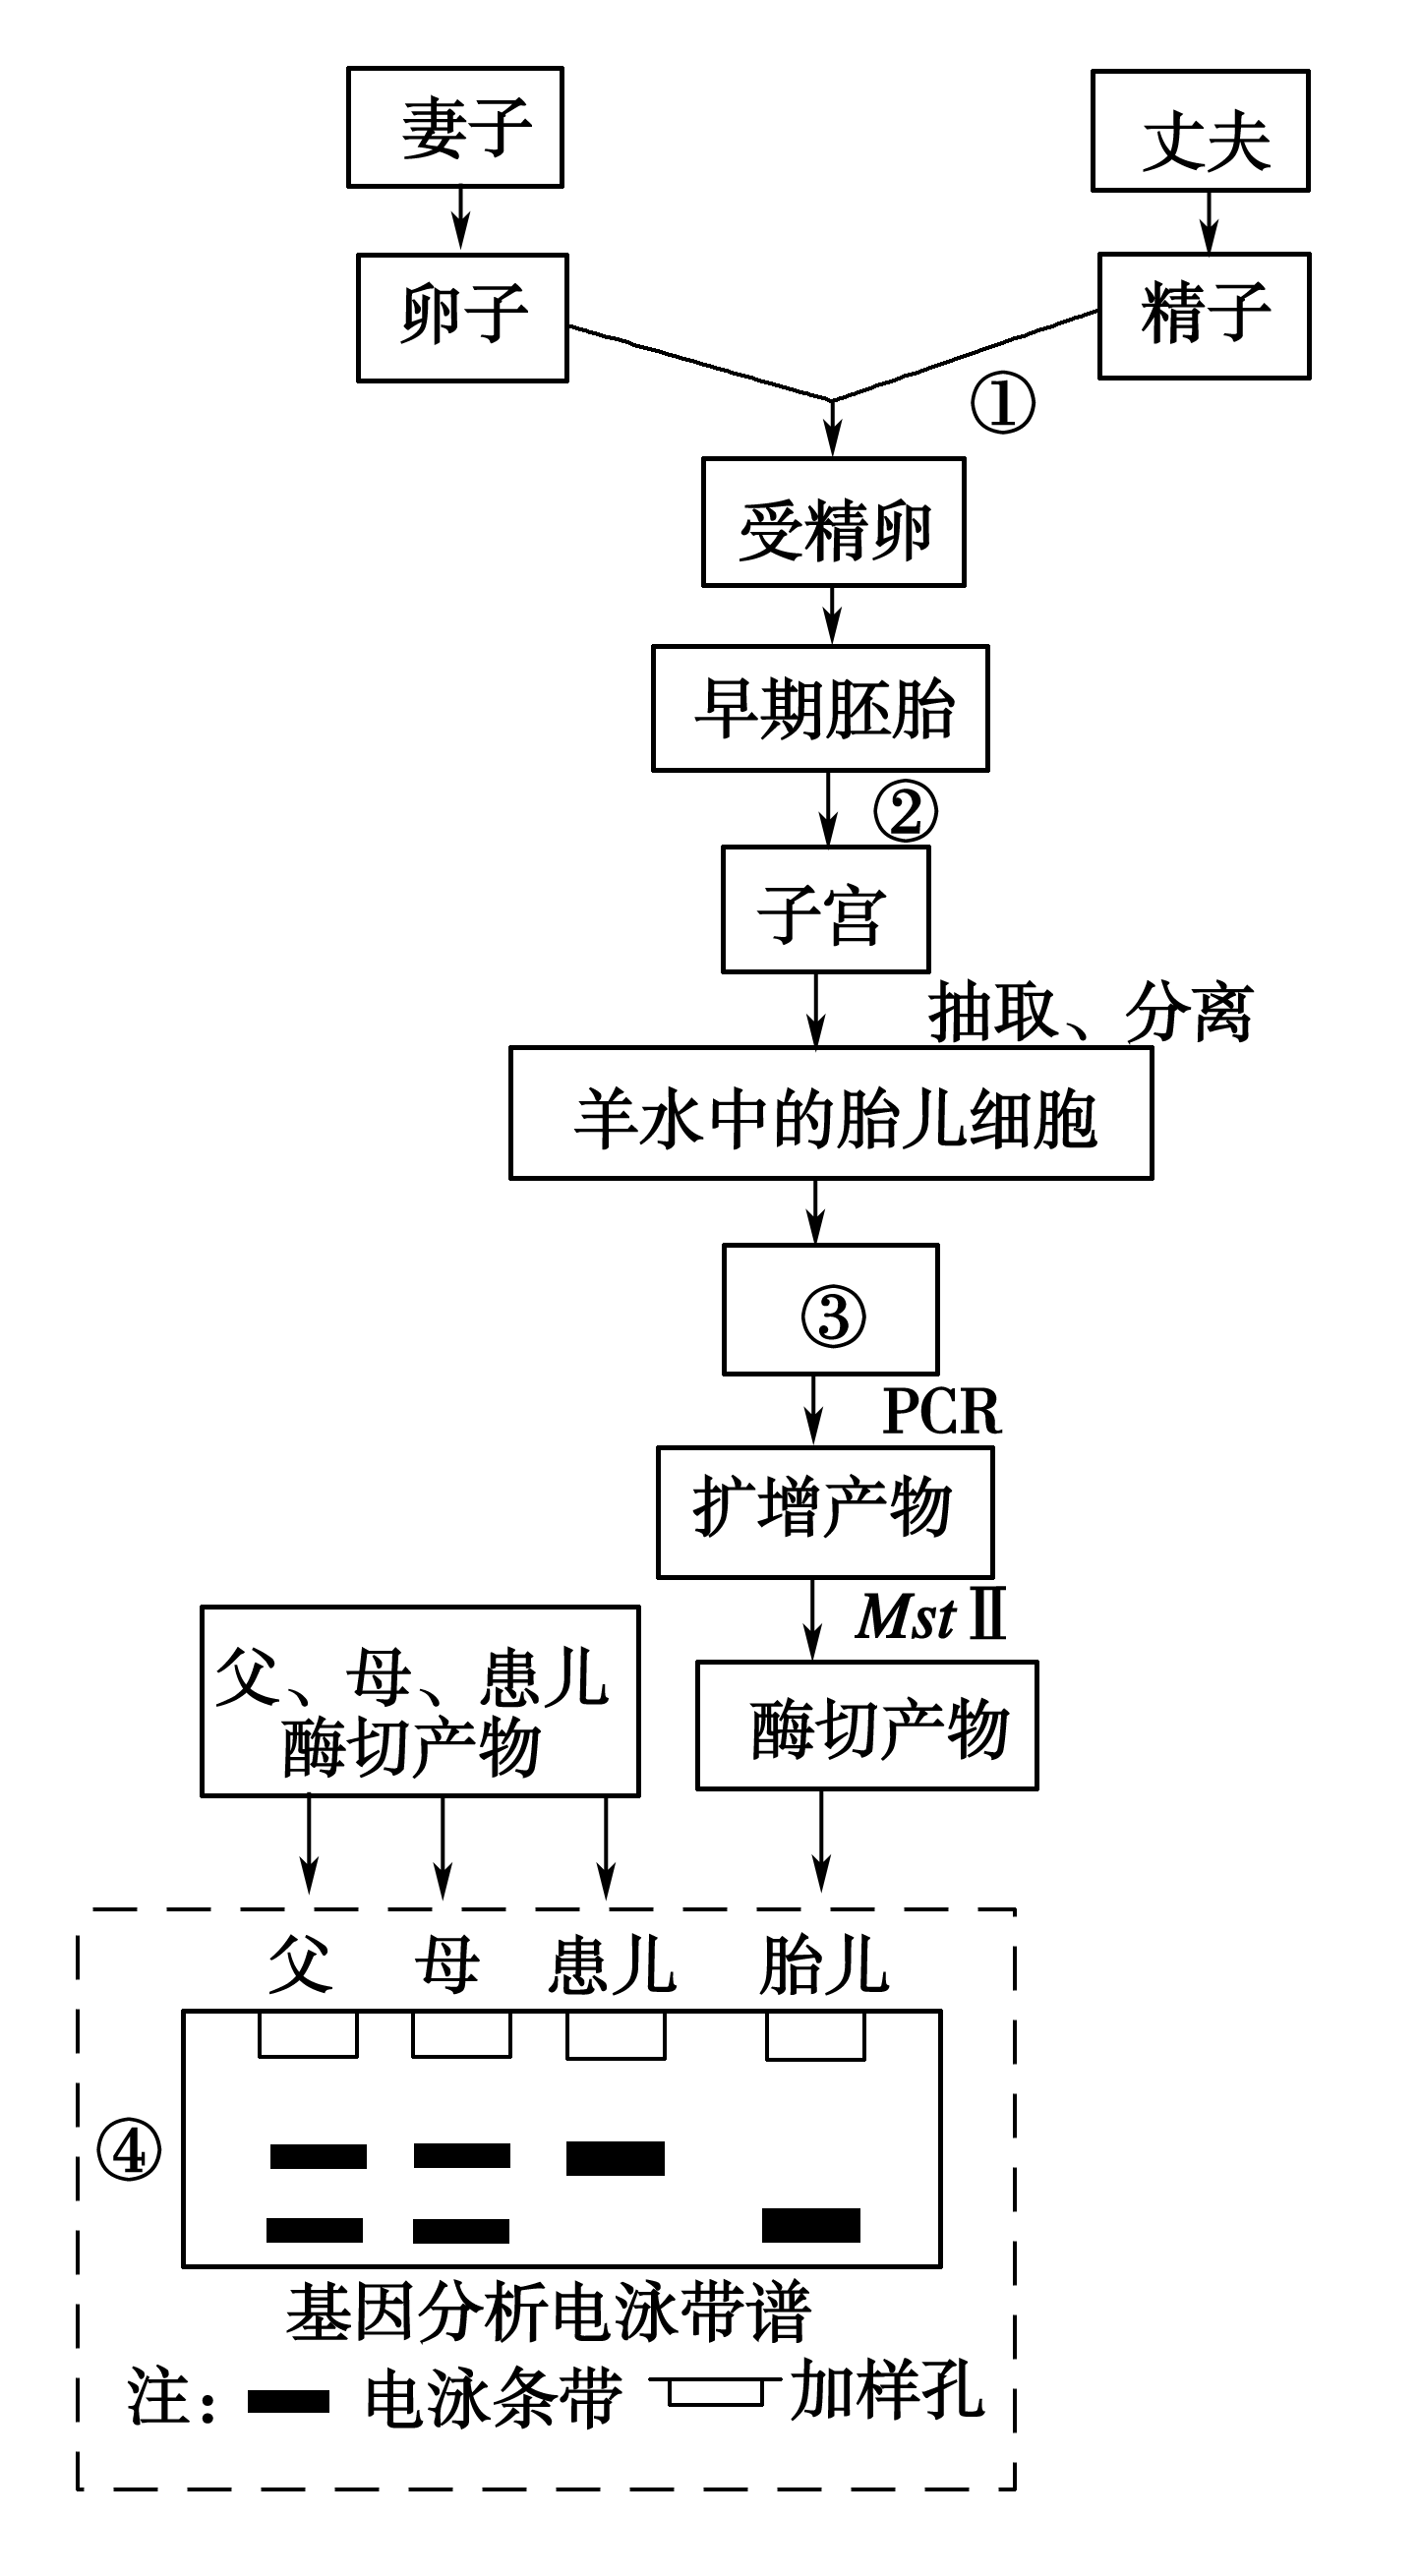 妻子
丈夫
卵子
精子
①
受精卵
早期胚胎
②
子宫
抽取、分离
羊水中的胎儿细胞
③
PCR
扩增产物
MstⅡ
父、母、患儿
酶切产物
酶切产物
父 母 患儿 胎儿
④
基因分析电泳带谱
注: 电泳条带 加样孔